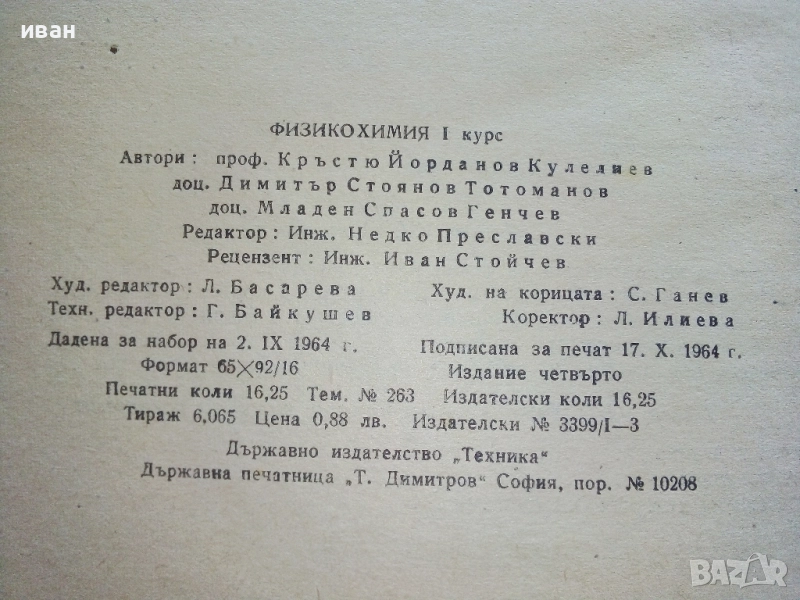 иван
ФИЗИКОХИМИЯ I курс
Автори: проф. Кръстю Йорданов Кулелиев
доц. Димитър Стоянов Тотоманов
доц. Младен Спасов Генчев
Редактор: Инж. Недко Преславски
Рецензент: Инж. Иван Стойчев
Худ. редактор: Л. Басарева Худ. на корицата: С. Ганев
Техн. редактор: Г. Байкушев Коректор: Л. Илиева
Дадена за набор на 2. IX 1964 г. Подписана за печат 17. X. 1964 г.
Формат 65×92/16 Издание четвърто
Печатни коли 16,25 Тем. № 263 Издателски коли 16,25
Тираж 6,065 Цена 0,88 лв. Издателски № 3399/I—3
Държавно издателство „Техника“
Държавна печатница „Т. Димитров“ София, пор. № 10208
BAZAR